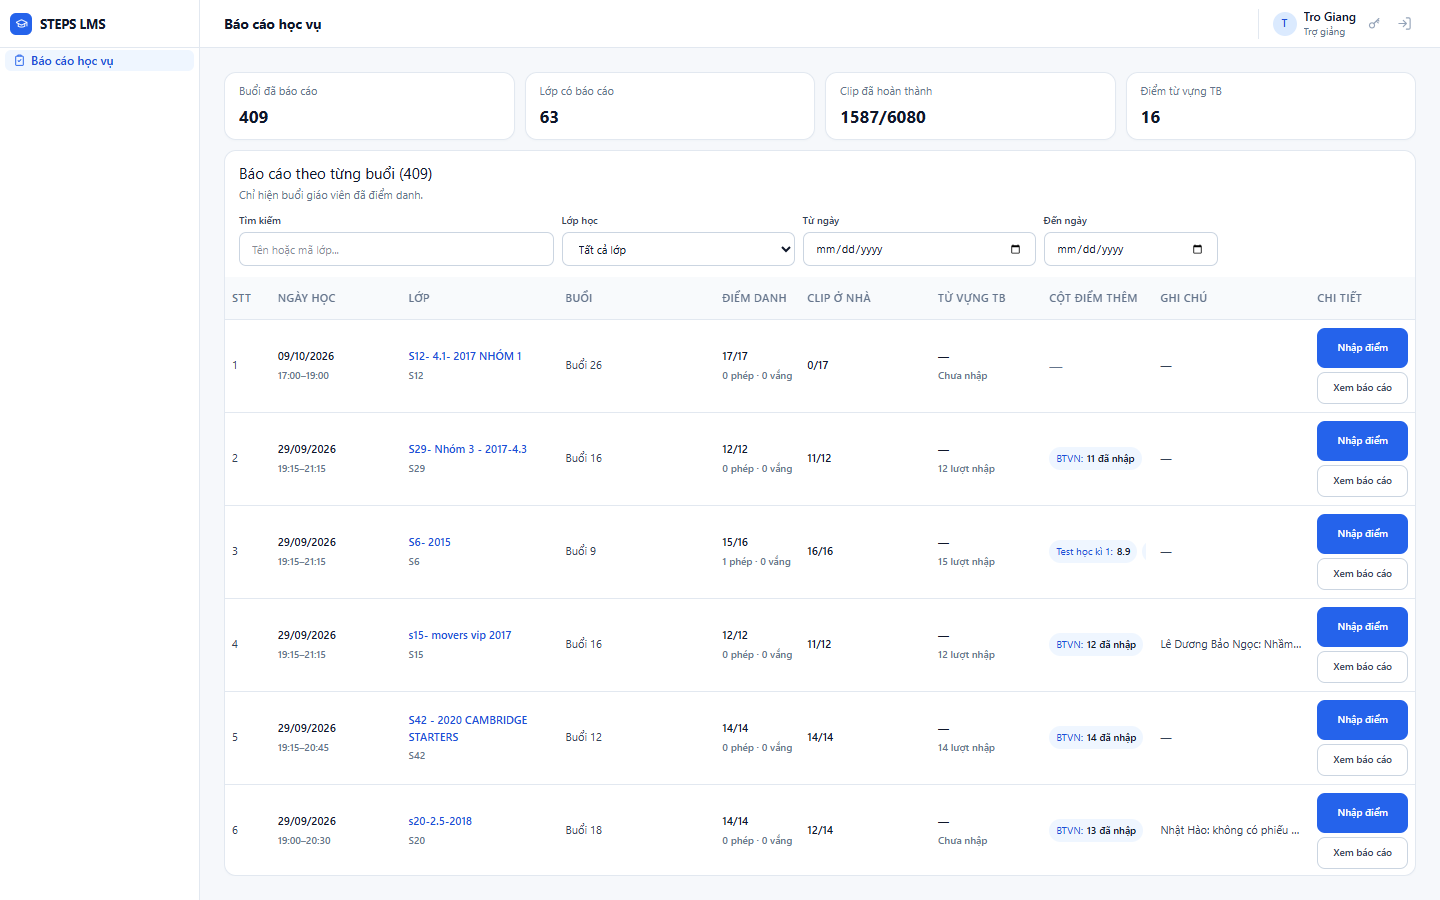 STEPS LMS
Báo cáo học vụ
Báo cáo học vụ
T
Tro Giang
Trợ giảng
Buổi đã báo cáo
409
Lớp có báo cáo
63
Clip đã hoàn thành
1587/6080
Điểm từ vựng TB
16
Báo cáo theo từng buổi (409)
Chỉ hiện buổi giáo viên đã điểm danh.
Tìm kiếm
Lớp học
Từ ngày
Đến ngày
Tên hoặc mã lớp...
Tất cả lớp
mm/dd/yyyy
mm/dd/yyyy
STT NGÀY HỌC LỚP BUỔI ĐIỂM DANH CLIP Ở NHÀ TỪ VỰNG TB CỘT ĐIỂM THÊM GHI CHÚ CHI TIẾT
1
09/10/2026
17:00–19:00
S12- 4.1- 2017 NHÓM 1
S12
Buổi 26
17/17
0 phép · 0 vắng
0/17
—
Chưa nhập
—
—
Nhập điểm
Xem báo cáo
2
29/09/2026
19:15–21:15
S29- Nhóm 3 - 2017-4.3
S29
Buổi 16
12/12
0 phép · 0 vắng
11/12
—
12 lượt nhập
BTVN: 11 đã nhập
—
Nhập điểm
Xem báo cáo
3
29/09/2026
19:15–21:15
S6- 2015
S6
Buổi 9
15/16
1 phép · 0 vắng
16/16
—
15 lượt nhập
Test học kì 1: 8.9
—
Nhập điểm
Xem báo cáo
4
29/09/2026
19:15–21:15
s15- movers vip 2017
S15
Buổi 16
12/12
0 phép · 0 vắng
11/12
—
12 lượt nhập
BTVN: 12 đã nhập
Lê Dương Bảo Ngọc: Nhầm...
Nhập điểm
Xem báo cáo
5
29/09/2026
19:15–20:45
S42 - 2020 CAMBRIDGE
STARTERS
S42
Buổi 12
14/14
0 phép · 0 vắng
14/14
—
14 lượt nhập
BTVN: 14 đã nhập
—
Nhập điểm
Xem báo cáo
6
29/09/2026
19:00–20:30
s20-2.5-2018
S20
Buổi 18
14/14
0 phép · 0 vắng
12/14
—
Chưa nhập
BTVN: 13 đã nhập
Nhật Hào: không có phiếu ...
Nhập điểm
Xem báo cáo